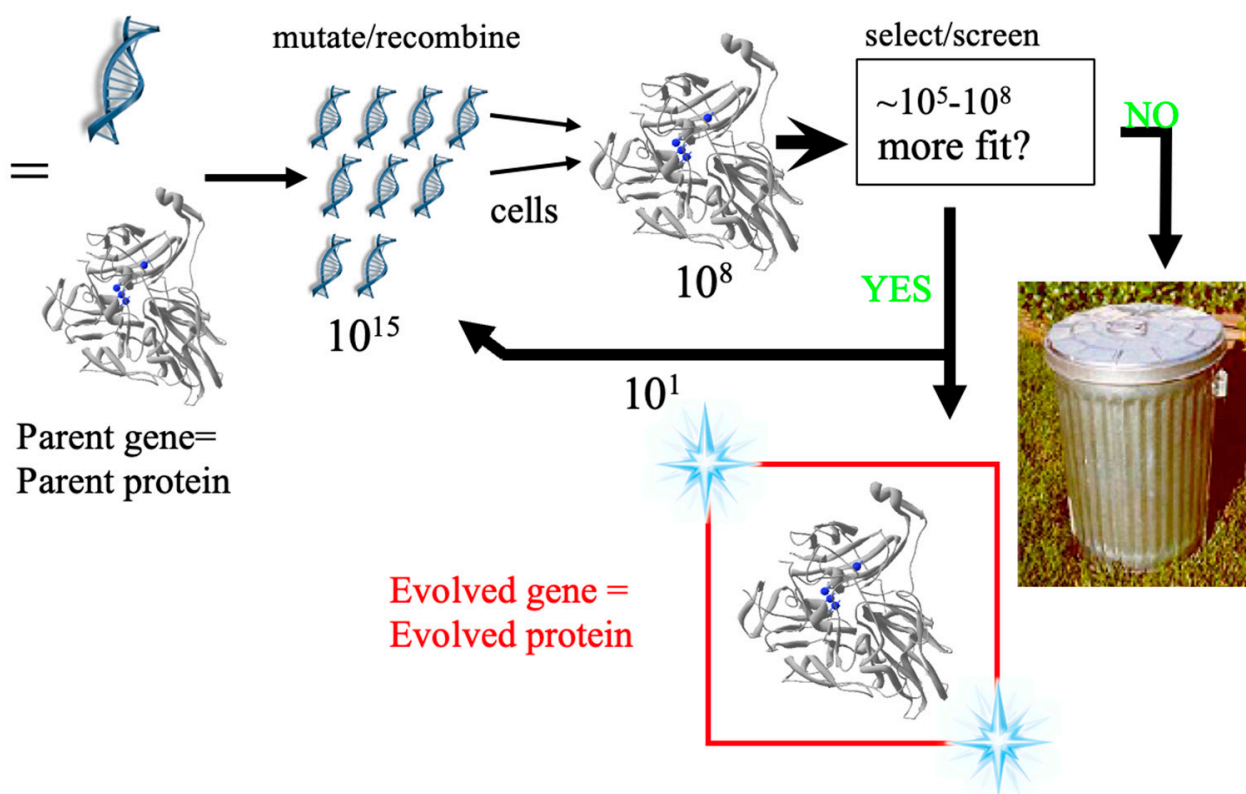 mutate/recombine
select/screen
~10⁵-10⁸
more fit?
NO
=
cells
10⁸
YES
10¹⁵
10¹
Parent gene=
Parent protein
Evolved gene =
Evolved protein